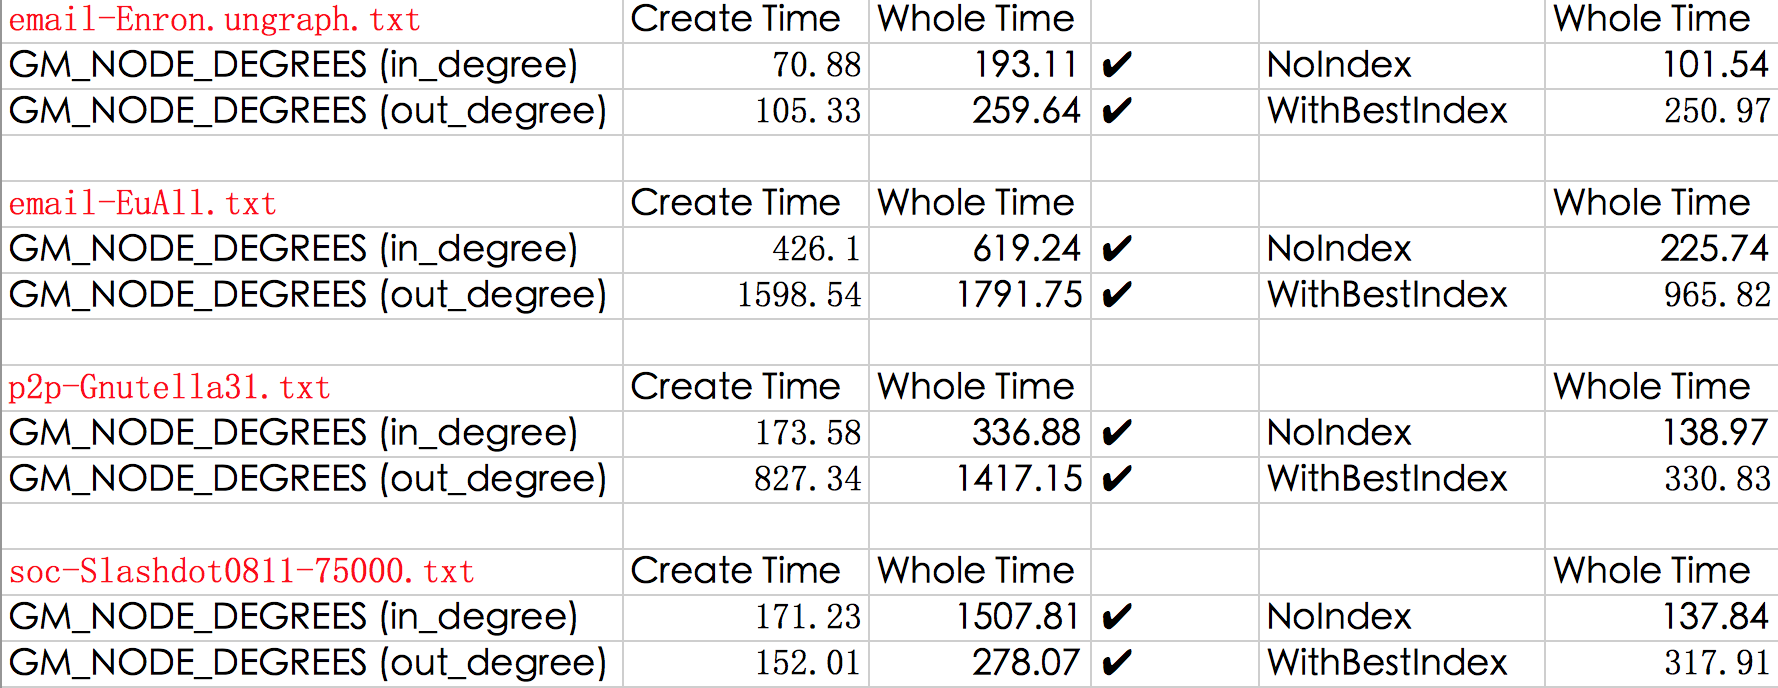 email-Enron.ungraph.txt Create Time Whole Time Whole Time
GM_NODE_DEGREES (in_degree) 70.88 193.11 ✔ NoIndex 101.54
GM_NODE_DEGREES (out_degree) 105.33 259.64 ✔ WithBestIndex 250.97
email-EuAll.txt Create Time Whole Time Whole Time
GM_NODE_DEGREES (in_degree) 426.1 619.24 ✔ NoIndex 225.74
GM_NODE_DEGREES (out_degree) 1598.54 1791.75 ✔ WithBestIndex 965.82
p2p-Gnutella31.txt Create Time Whole Time Whole Time
GM_NODE_DEGREES (in_degree) 173.58 336.88 ✔ NoIndex 138.97
GM_NODE_DEGREES (out_degree) 827.34 1417.15 ✔ WithBestIndex 330.83
soc-Slashdot0811-75000.txt Create Time Whole Time Whole Time
GM_NODE_DEGREES (in_degree) 171.23 1507.81 ✔ NoIndex 137.84
GM_NODE_DEGREES (out_degree) 152.01 278.07 ✔ WithBestIndex 317.91